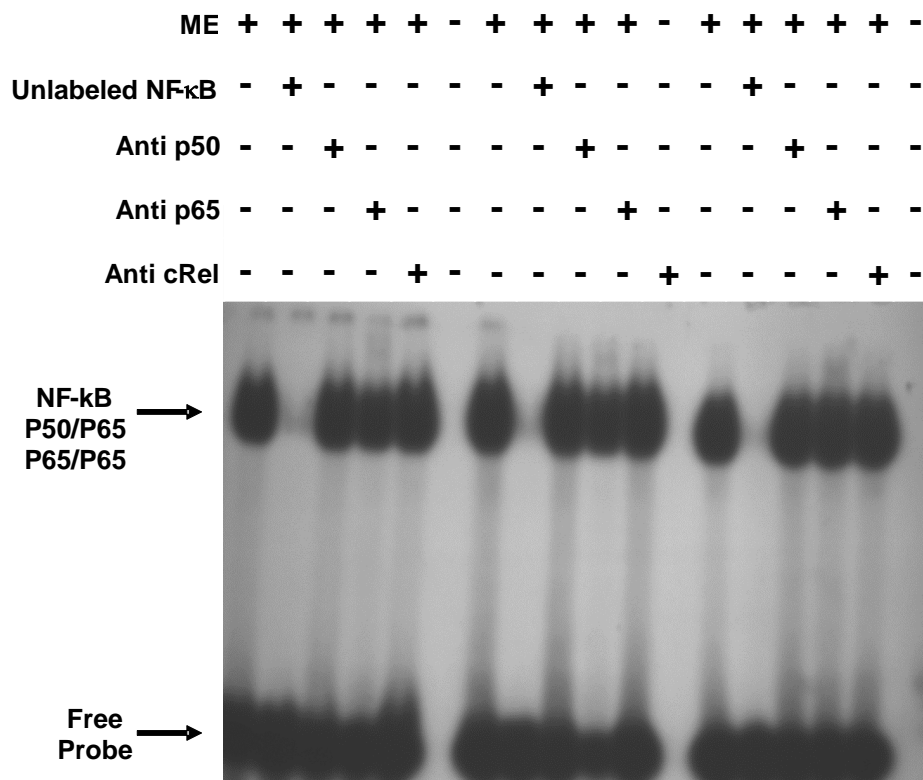 ME + + + + + - + + + + - + + + + + -
Unlabeled NF-κB - + - - - - - + - - - - + - - - -
Anti p50 - - + - - - - - + - - - - + - - -
Anti p65 - - - + - - - - - + - - - - + - -
Anti cRel - - - - + - - - - - + - - - - + -
NF-kB
P50/P65
P65/P65
Free
Probe